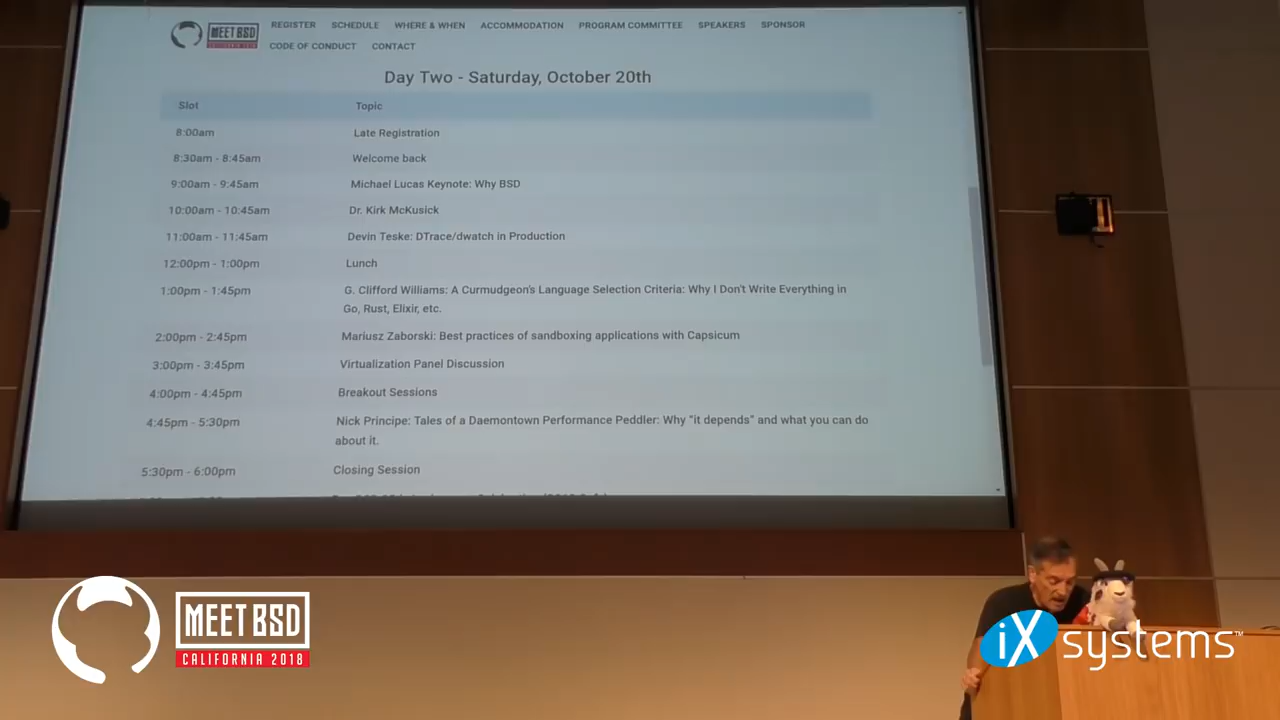 MEET BSD
CALIFORNIA 2018
REGISTER SCHEDULE WHERE & WHEN ACCOMMODATION PROGRAM COMMITTEE SPEAKERS SPONSOR
CODE OF CONDUCT CONTACT
Day Two - Saturday, October 20th
Slot Topic
8:00am Late Registration
8:30am - 8:45am Welcome back
9:00am - 9:45am Michael Lucas Keynote: Why BSD
10:00am - 10:45am Dr. Kirk McKusick
11:00am - 11:45am Devin Teske: DTrace/dwatch in Production
12:00pm - 1:00pm Lunch
1:00pm - 1:45pm G. Clifford Williams: A Curmudgeon's Language Selection Criteria: Why I Don't Write Everything in
Go, Rust, Elixir, etc.
2:00pm - 2:45pm Mariusz Zaborski: Best practices of sandboxing applications with Capsicum
3:00pm - 3:45pm Virtualization Panel Discussion
4:00pm - 4:45pm Breakout Sessions
4:45pm - 5:30pm Nick Principe: Tales of a Daemontown Performance Peddler: Why "it depends" and what you can do
about it.
5:30pm - 6:00pm Closing Session
MEET BSD
CALIFORNIA 2018
iXsystems™